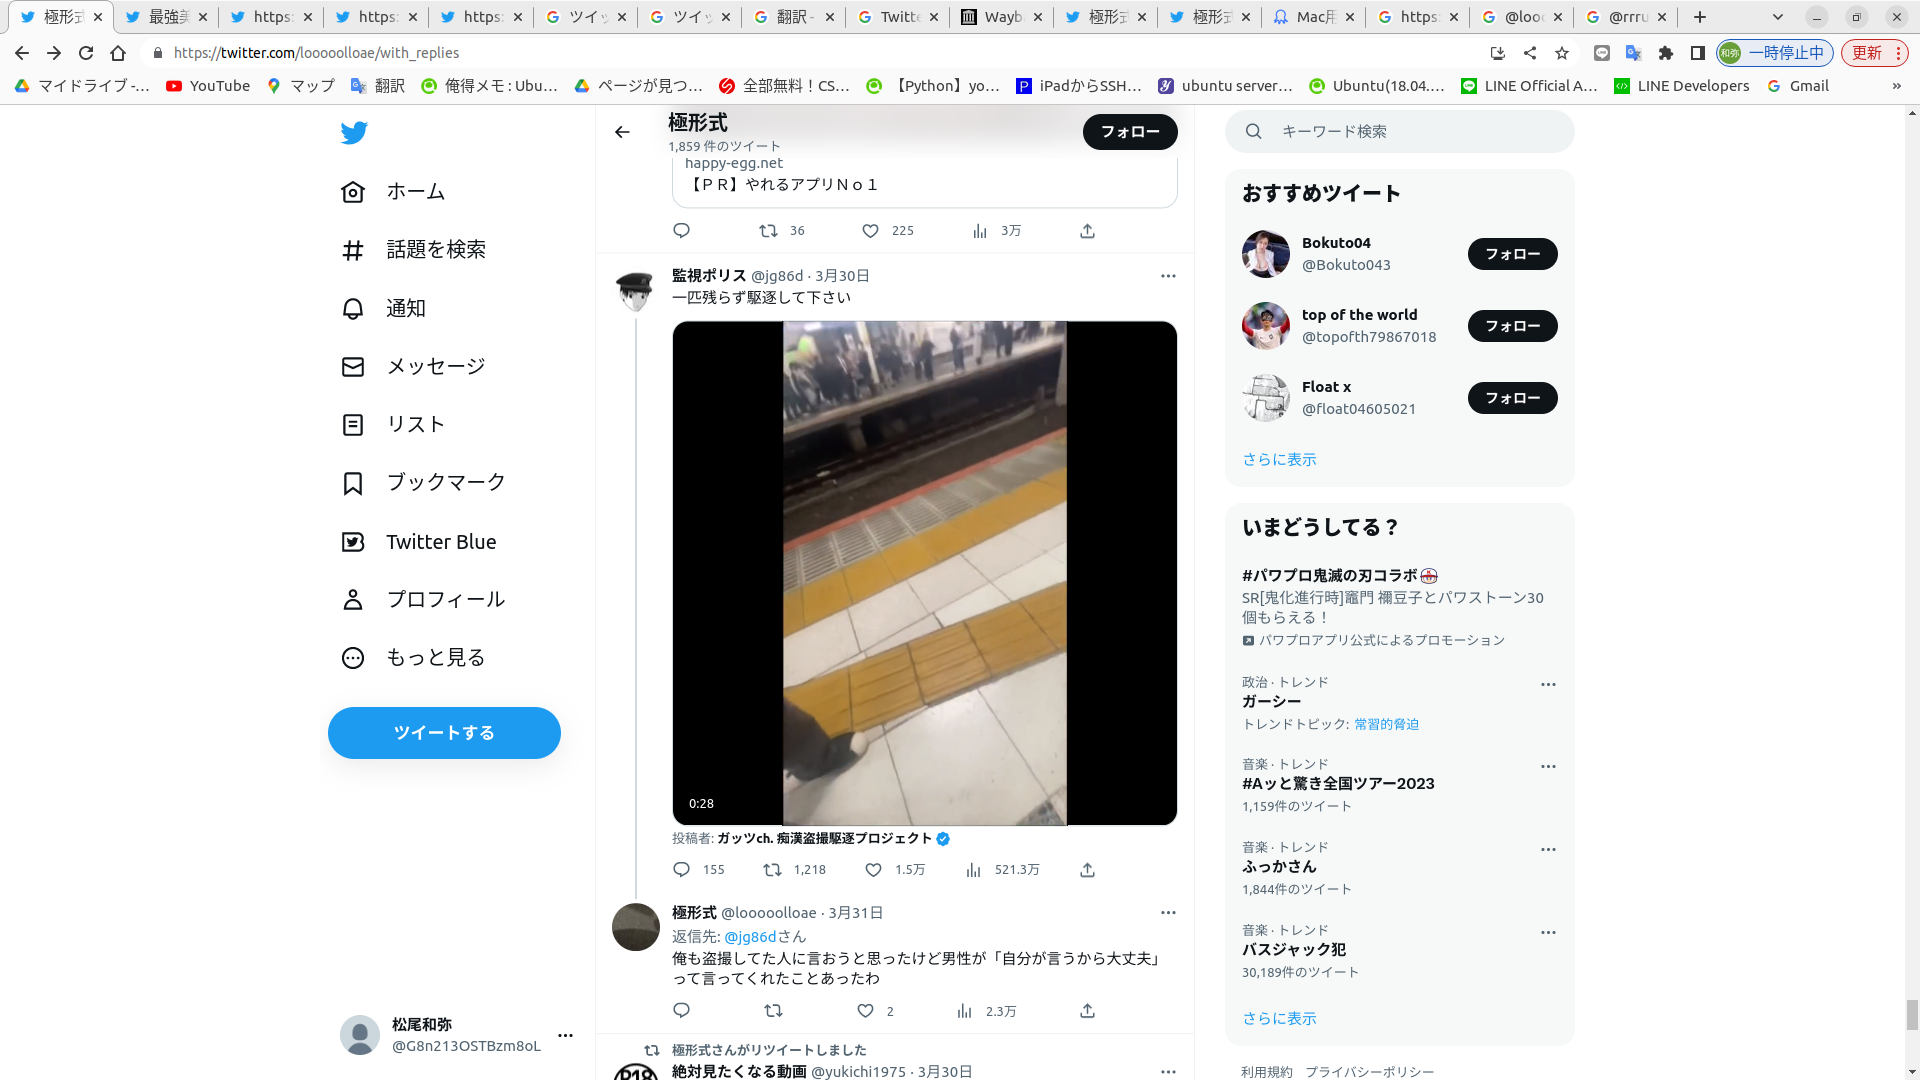 極形式
最強美
https:
https:
https:
ツイッ
ツイッ
翻訳 -
Twitte
Wayb
極形式
極形式
Mac用
https:
@looo
@rrru
https://twitter.com/looooolloae/with_replies
和弥
一時停止中
更新
マイドライブ -…
YouTube
マップ
翻訳
俺得メモ : Ubu…
ページが見つ…
全部無料！CS…
【Python】yo…
iPadからSSH…
ubuntu server…
Ubuntu(18.04.…
LINE Official A…
LINE Developers
Gmail
»
ホーム
話題を検索
通知
メッセージ
リスト
ブックマーク
Twitter Blue
プロフィール
もっと見る
ツイートする
松尾和弥
@G8n213OSTBzm8oL
極形式
1,859 件のツイート
フォロー
happy-egg.net
【ＰＲ】やれるアプリＮｏ１
36 225 3万
監視ポリス @jg86d · 3月30日
一匹残らず駆逐して下さい
0:28
投稿者: ガッツch. 痴漢盗撮駆逐プロジェクト
155 1,218 1.5万 521.3万
極形式 @looooolloae · 3月31日
返信先: @jg86dさん
俺も盗撮してた人に言おうと思ったけど男性が「自分が言うから大丈夫」
って言ってくれたことあったわ
2 2.3万
極形式さんがリツイートしました
絶対見たくなる動画 @yukichi1975 · 3月30日
R18
キーワード検索
おすすめツイート
Bokuto04
@Bokuto043
フォロー
top of the world
@topofth79867018
フォロー
Float x
@float04605021
フォロー
さらに表示
いまどうしてる？
#パワプロ鬼滅の刃コラボ
SR[鬼化進行時]竈門 禰豆子とパワストーン30
個もらえる！
パワプロアプリ公式によるプロモーション
政治 · トレンド
ガーシー
トレンドトピック: 常習的脅迫
音楽 · トレンド
#Aッと驚き全国ツアー2023
1,159件のツイート
音楽 · トレンド
ふっかさん
1,844件のツイート
音楽 · トレンド
バスジャック犯
30,189件のツイート
さらに表示
利用規約 プライバシーポリシー